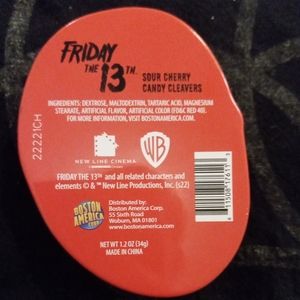 FRIDAY
THE 13TH
SOUR CHERRY
CANDY CLEAVERS
INGREDIENTS: DEXTROSE, MALTODEXTRIN, TARTARIC ACID, MAGNESIUM
STEARATE, ARTIFICIAL FLAVOR, ARTIFICIAL COLOR (FD&C RED 40).
FOR MORE INFORMATION, VISIT BOSTONAMERICA.COM.
22221CH
NEW LINE CINEMA
WB
FRIDAY THE 13TH and all related characters and
elements © & ™ New Line Productions, Inc. (s22)
BOSTON
AMERICA
CORP
Distributed by:
Boston America Corp.
55 Sixth Road
Woburn, MA 01801
www.bostonamerica.com
NET WT 1.2 OZ (34g)
MADE IN CHINA